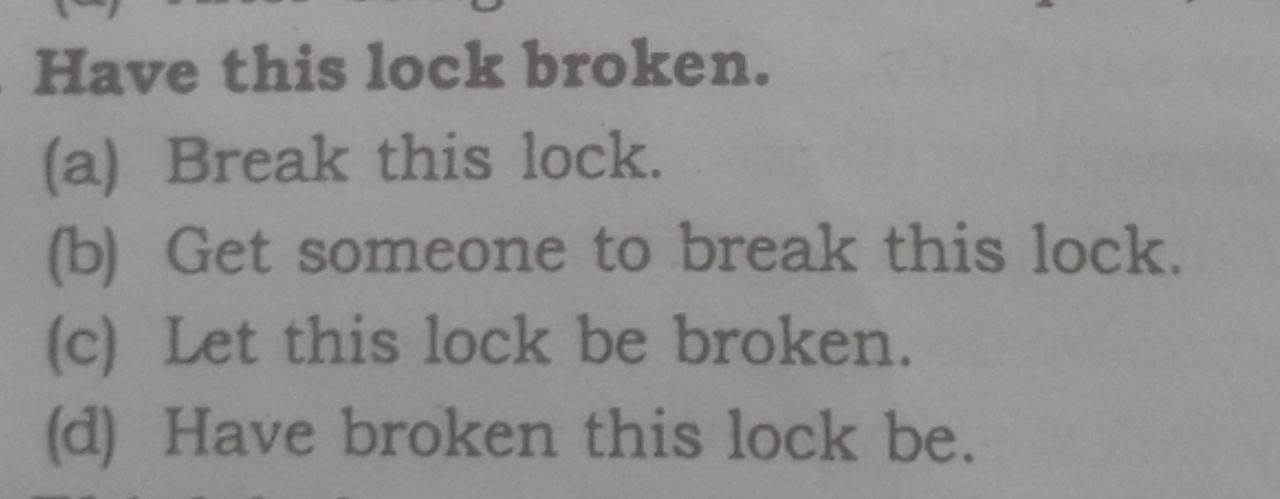 Have this lock broken.
(a) Break this lock.
(b) Get someone to break this lock.
(c) Let this lock be broken.
(d) Have broken this lock be.